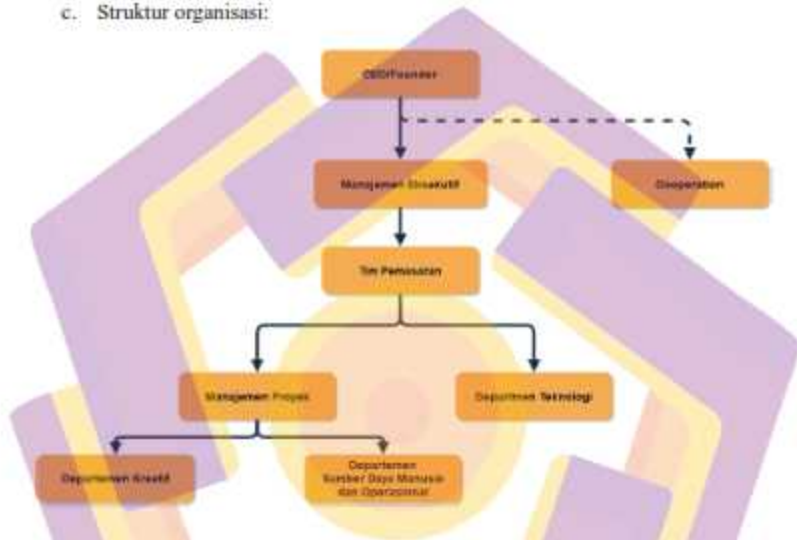 c. Struktur organisasi:
CEO/Founder
Manajemen Eksekutif
Cooperation
Tim Pemasaran
Manajemen Proyek
Departmen Teknologi
Departemen Kreatif
Departemen
Sumber Daya Manusia
dan Operasional